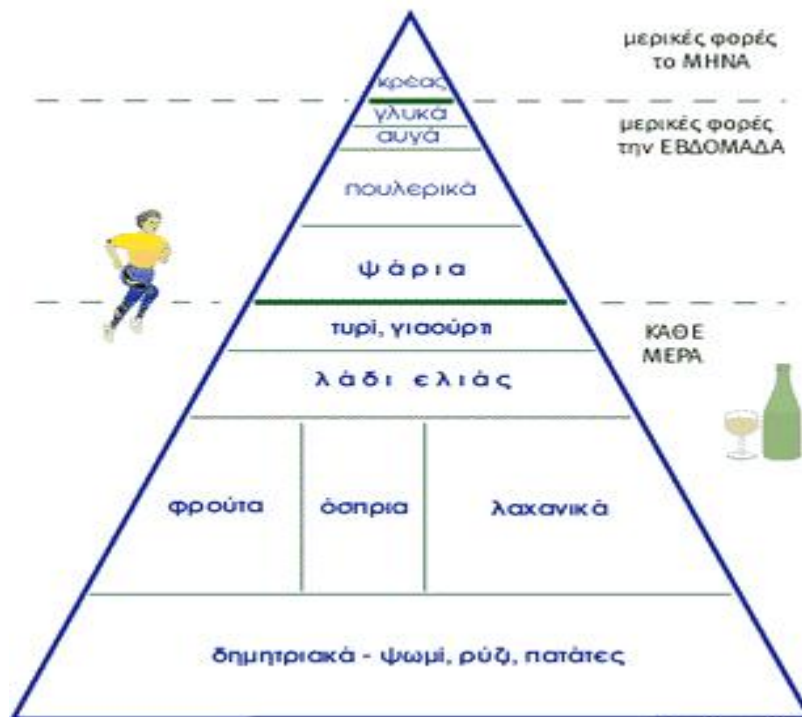 μερικές φορές
το ΜΗΝΑ
κρέας
γλυκά
μερικές φορές
την ΕΒΔΟΜΑΔΑ
αυγά
πουλερικά
ψάρια
τυρί, γιαούρτι
ΚΑΘΕ
ΜΕΡΑ
λάδι ελιάς
φρούτα όσπρια λαχανικά
δημητριακά - ψωμί, ρύζι, πατάτες